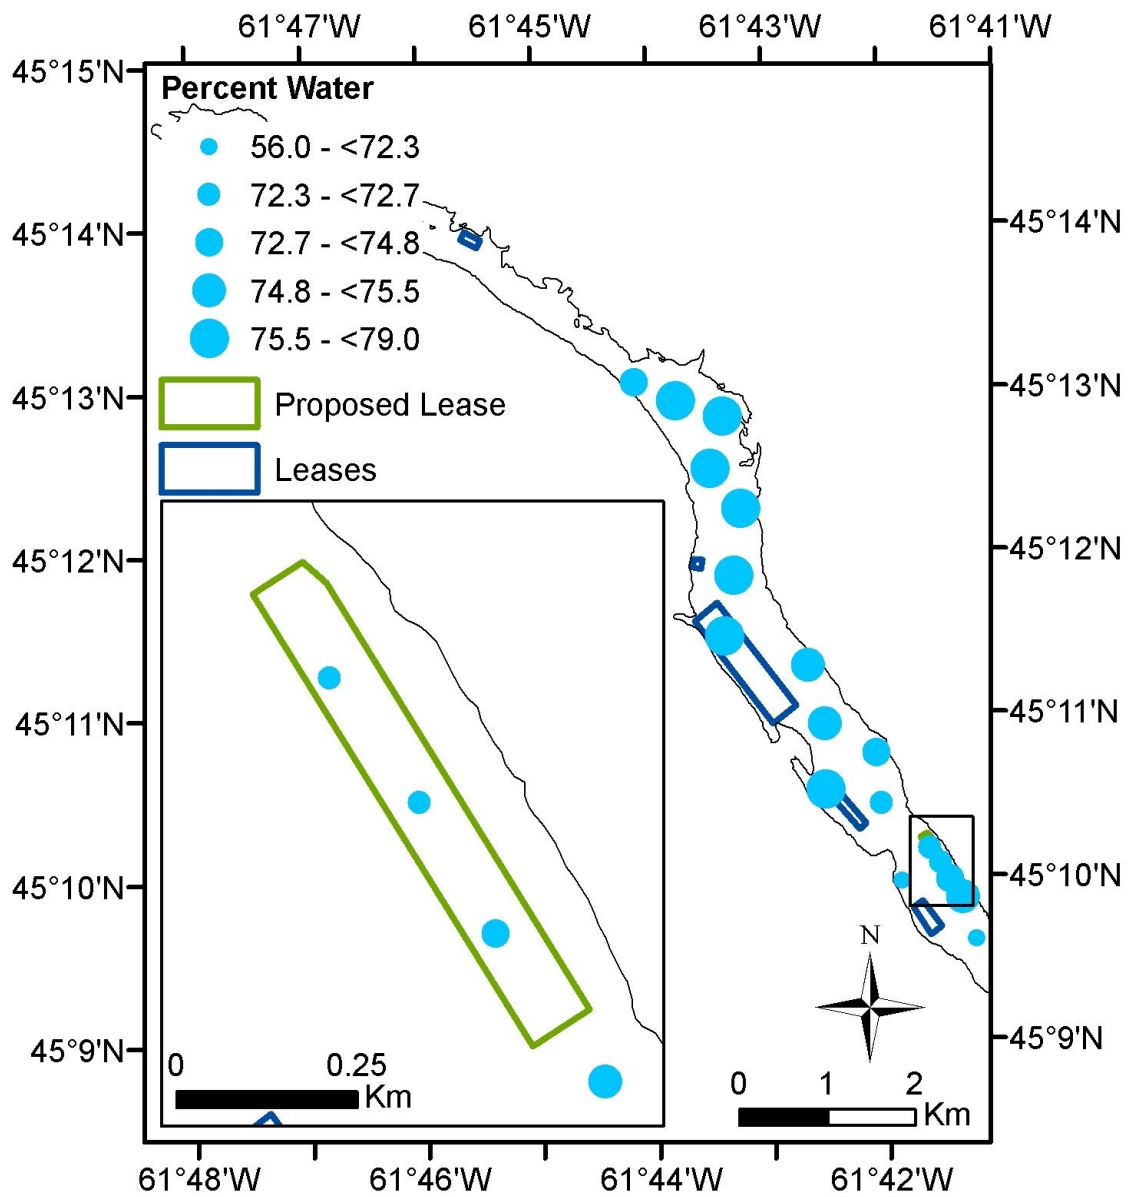 61°47'W 61°45'W 61°43'W 61°41'W
45°15'N
Percent Water
56.0 - <72.3
72.3 - <72.7
45°14'N 45°14'N
72.7 - <74.8
74.8 - <75.5
75.5 - <79.0
45°13'N 45°13'N
Proposed Lease
Leases
45°12'N 45°12'N
45°11'N 45°11'N
45°10'N 45°10'N
N
45°9'N 45°9'N
0 0.25
Km
0 1 2
Km
61°48'W 61°46'W 61°44'W 61°42'W